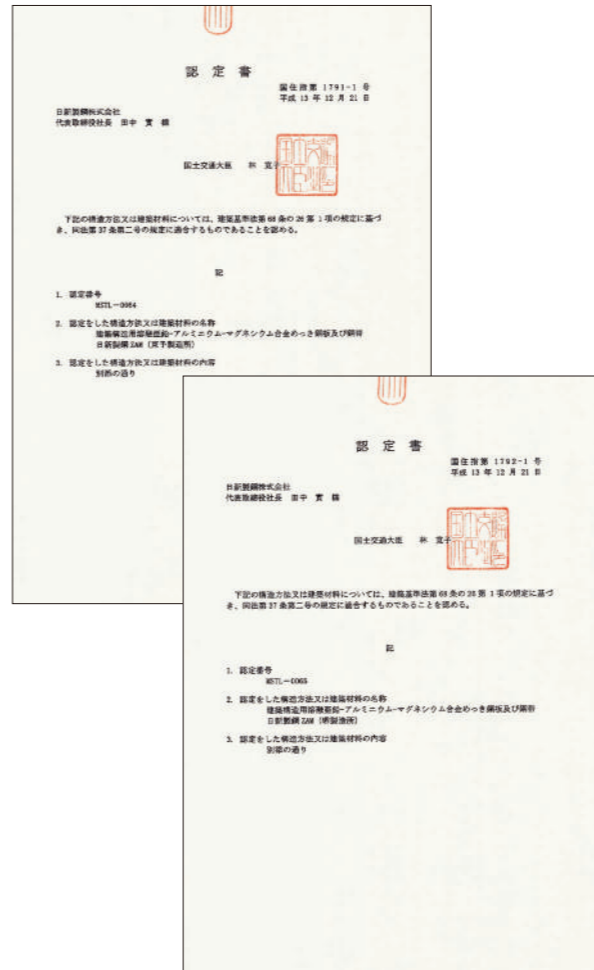 認定書
国住指第 1791-1 号
平成 13 年 12 月 21 日
日新製鋼株式会社
代表取締役社長 田中 實 様
国土交通大臣 林 寛子
下記の構造方法又は建築材料については、建築基準法第 68 条の 26 第 1 項の規定に基づ
き、同法第 37 条第二号の規定に適合するものであることを認める。
記
1. 認定番号
MSTL-0064
2. 認定をした構造方法又は建築材料の名称
建築構造用溶融亜鉛-アルミニウム-マグネシウム合金めっき鋼板及び鋼帯
日新製鋼 ZAM (東予製造所)
3. 認定をした構造方法又は建築材料の内容
別添の通り
認定書
国住指第 1792-1 号
平成 13 年 12 月 21 日
日新製鋼株式会社
代表取締役社長 田中 實 様
国土交通大臣 林 寛子
下記の構造方法又は建築材料については、建築基準法第 68 条の 26 第 1 項の規定に基づ
き、同法第 37 条第二号の規定に適合するものであることを認める。
記
1. 認定番号
MSTL-0065
2. 認定をした構造方法又は建築材料の名称
建築構造用溶融亜鉛-アルミニウム-マグネシウム合金めっき鋼板及び鋼帯
日新製鋼 ZAM (堺製造所)
3. 認定をした構造方法又は建築材料の内容
別添の通り